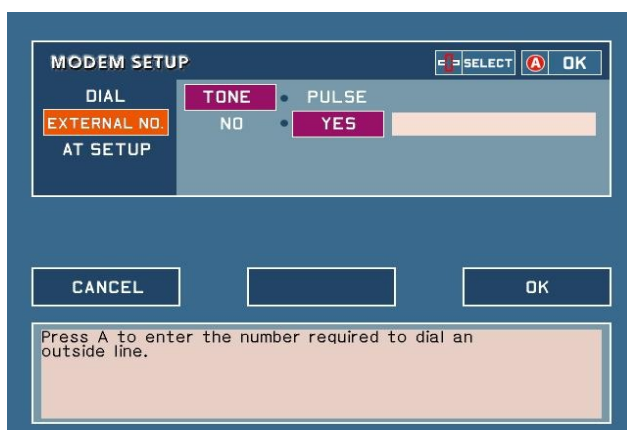 MODEM SETUP
SELECT A OK
DIAL TONE • PULSE
EXTERNAL NO. NO • YES
AT SETUP
CANCEL
OK
Press A to enter the number required to dial an
outside line.